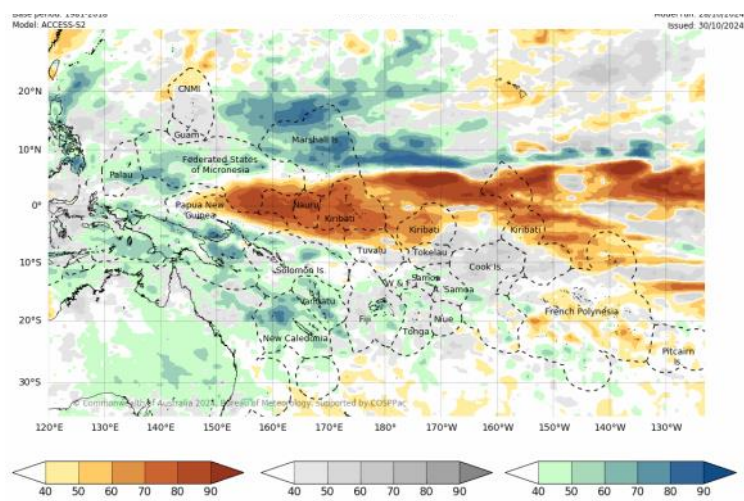 Base period: 1981-2018 Model run: 28/10/2024
Model: ACCESS-S2 Issued: 30/10/2024
20°N
10°N
0°
10°S
20°S
30°S
CNMI
Guam
Marshall Is.
Federated States
of Micronesia
Palau
Papua New
Guinea
Nauru
Kiribati
Kiribati
Kiribati
Tuvalu
Tokelau
Solomon Is.
Cook Is.
Samoa
W & F
A. Samoa
Vanuatu
Fiji
Niue
French Polynesia
Tonga
New Caledonia
Pitcairn
Is.
© Commonwealth of Australia 2024, Bureau of Meteorology, Supported by COSPPac
120°E 130°E 140°E 150°E 160°E 170°E 180° 170°W 160°W 150°W 140°W 130°W
40 60 70 80 90 40 60 70 80 90 40 60 70 80 90